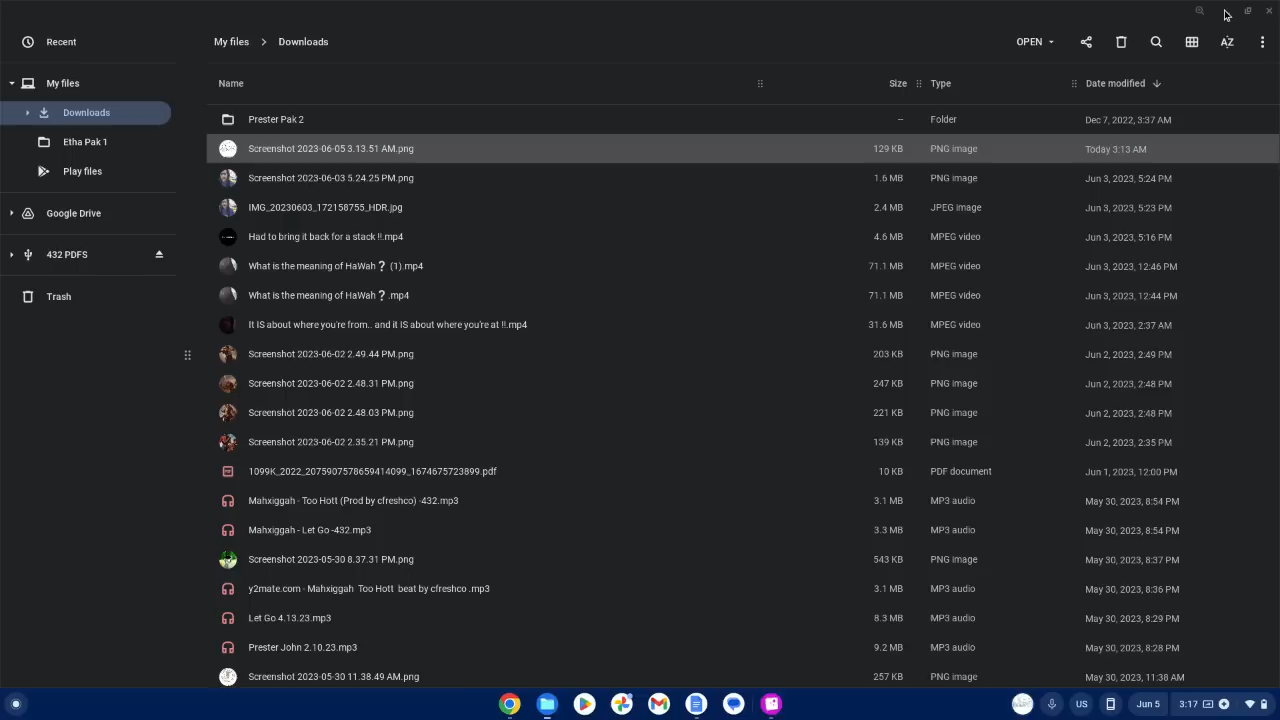 Recent
My files > Downloads
OPEN
AZ
My files
Name Size Type Date modified
Downloads
Etha Pak 1
Play files
Google Drive
432 PDFS
Trash
Prester Pak 2 -- Folder Dec 7, 2022, 3:37 AM
Screenshot 2023-06-05 3.13.51 AM.png 129 KB PNG image Today 3:13 AM
Screenshot 2023-06-03 5.24.25 PM.png 1.6 MB PNG image Jun 3, 2023, 5:24 PM
IMG_20230603_172158755_HDR.jpg 2.4 MB JPEG image Jun 3, 2023, 5:23 PM
Had to bring it back for a stack !!.mp4 4.6 MB MPEG video Jun 3, 2023, 5:16 PM
What is the meaning of HaWah❓ (1).mp4 71.1 MB MPEG video Jun 3, 2023, 12:46 PM
What is the meaning of HaWah❓.mp4 71.1 MB MPEG video Jun 3, 2023, 12:44 PM
It IS about where you're from.. and it IS about where you're at !!.mp4 31.6 MB MPEG video Jun 3, 2023, 2:37 AM
Screenshot 2023-06-02 2.49.44 PM.png 203 KB PNG image Jun 2, 2023, 2:49 PM
Screenshot 2023-06-02 2.48.31 PM.png 247 KB PNG image Jun 2, 2023, 2:48 PM
Screenshot 2023-06-02 2.48.03 PM.png 221 KB PNG image Jun 2, 2023, 2:48 PM
Screenshot 2023-06-02 2.35.21 PM.png 139 KB PNG image Jun 2, 2023, 2:35 PM
1099K_2022_2075907578659414099_1674675723899.pdf 10 KB PDF document Jun 1, 2023, 12:00 PM
Mahxiggah - Too Hott (Prod by cfreshco) -432.mp3 3.1 MB MP3 audio May 30, 2023, 8:54 PM
Mahxiggah - Let Go -432.mp3 3.3 MB MP3 audio May 30, 2023, 8:54 PM
Screenshot 2023-05-30 8.37.31 PM.png 543 KB PNG image May 30, 2023, 8:37 PM
y2mate.com - Mahxiggah  Too Hott  beat by cfreshco .mp3 3.1 MB MP3 audio May 30, 2023, 8:36 PM
Let Go 4.13.23.mp3 8.3 MB MP3 audio May 30, 2023, 8:29 PM
Prester John 2.10.23.mp3 9.2 MB MP3 audio May 30, 2023, 8:28 PM
Screenshot 2023-05-30 11.38.49 AM.png 257 KB PNG image May 30, 2023, 11:38 AM
US Jun 5 3:17